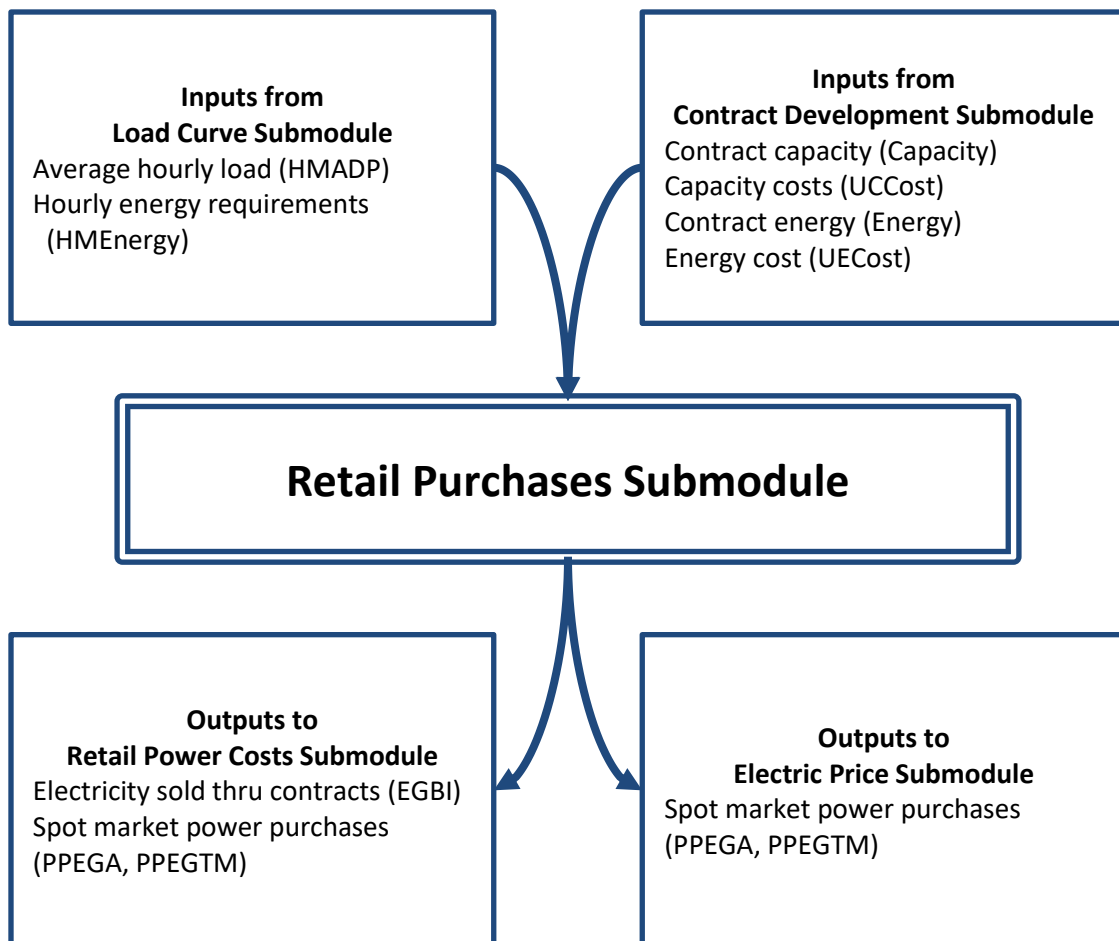 Inputs from
Load Curve Submodule
Average hourly load (HMADP)
Hourly energy requirements
(HMEnergy)
Inputs from
Contract Development Submodule
Contract capacity (Capacity)
Capacity costs (UCCost)
Contract energy (Energy)
Energy cost (UECost)
Retail Purchases Submodule
Outputs to
Retail Power Costs Submodule
Electricity sold thru contracts (EGBI)
Spot market power purchases
(PPEGA, PPEGTM)
Outputs to
Electric Price Submodule
Spot market power purchases
(PPEGA, PPEGTM)